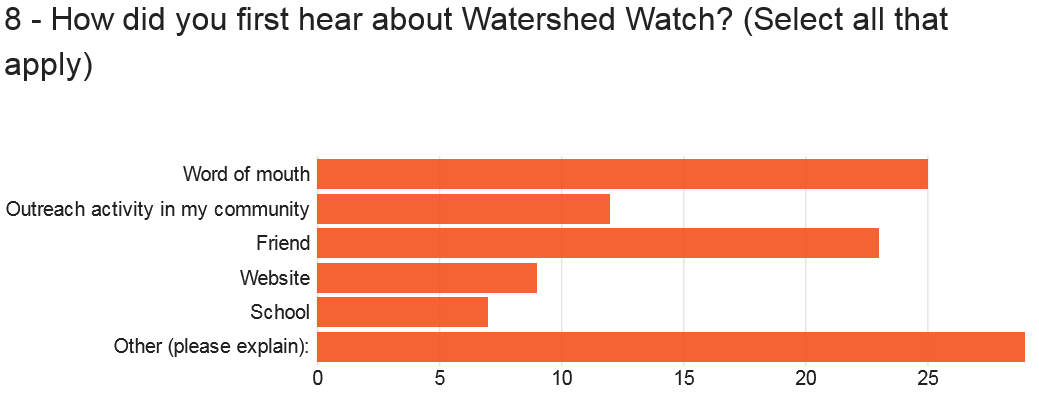 8 - How did you first hear about Watershed Watch? (Select all that
apply)
Word of mouth
Outreach activity in my community
Friend
Website
School
Other (please explain):
0 5 10 15 20 25